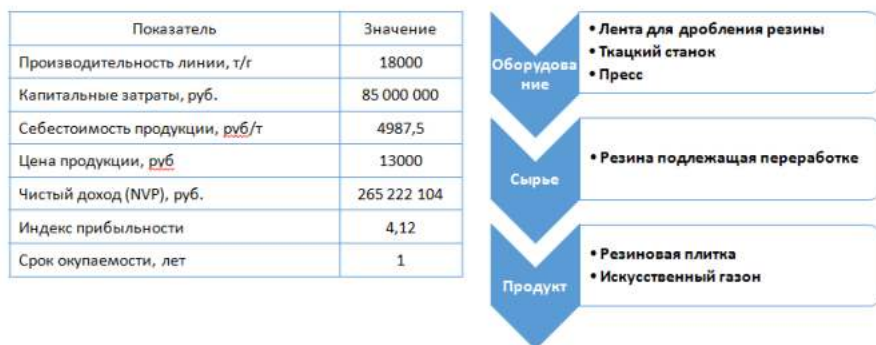 Показатель Значение
Производительность линии, т/г 18000
Капитальные затраты, руб. 85 000 000
Себестоимость продукции, руб/т 4987,5
Цена продукции, руб 13000
Чистый доход (NVP), руб. 265 222 104
Индекс прибыльности 4,12
Срок окупаемости, лет 1
Оборудова
ние
• Лента для дробления резины
• Ткацкий станок
• Пресс
Сырье
• Резина подлежащая переработке
Продукт
• Резиновая плитка
• Искусственный газон